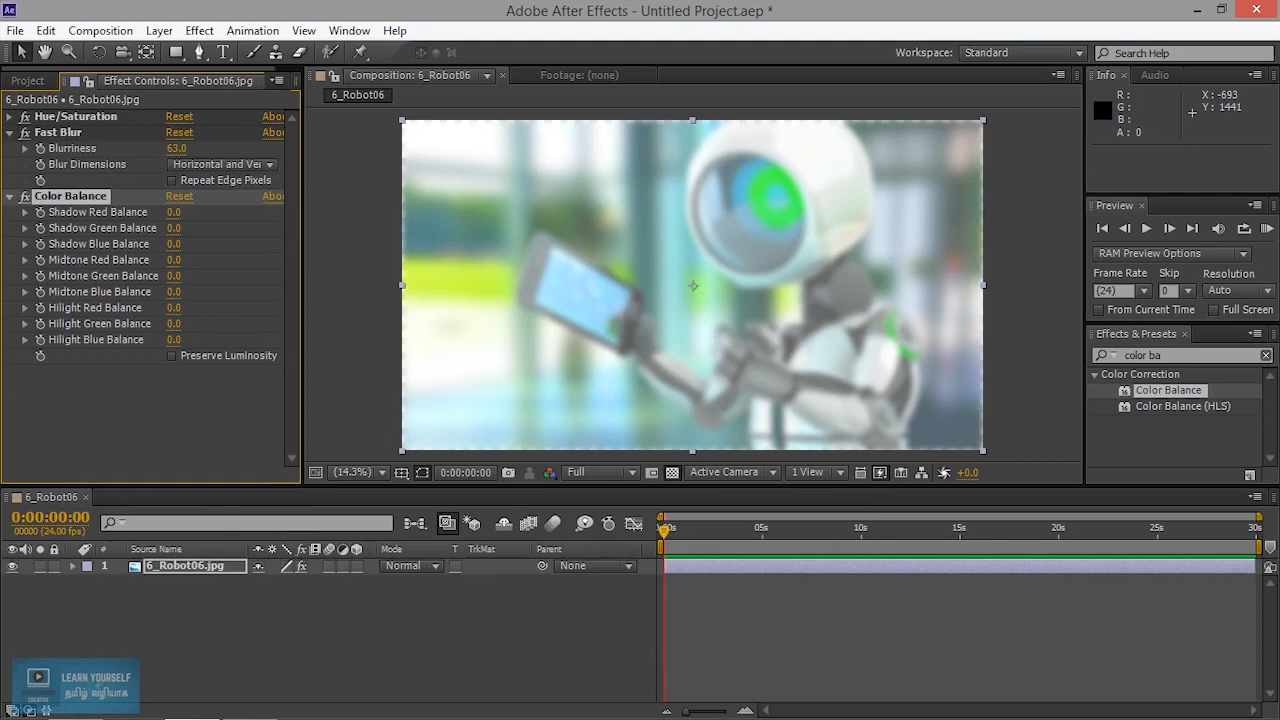 Ae
Adobe After Effects - Untitled Project.aep *
File Edit Composition Layer Effect Animation View Window Help
Workspace: Standard
Search Help
Project
Effect Controls: 6_Robot06.jpg
Composition: 6_Robot06
Footage: (none)
Info
Audio
6_Robot06 • 6_Robot06.jpg
6_Robot06
Hue/Saturation Reset Abou
Fast Blur Reset Abou
Blurriness 63.0
Blur Dimensions Horizontal and Ver
Repeat Edge Pixels
Color Balance Reset Abou
Shadow Red Balance 0.0
Shadow Green Balance 0.0
Shadow Blue Balance 0.0
Midtone Red Balance 0.0
Midtone Green Balance 0.0
Midtone Blue Balance 0.0
Hilight Red Balance 0.0
Hilight Green Balance 0.0
Hilight Blue Balance 0.0
Preserve Luminosity
R :
G :
B :
A : 0
X : -693
Y : 1441
Preview
RAM Preview Options
Frame Rate Skip Resolution
(24) 0 Auto
From Current Time Full Screen
Effects & Presets
color ba
Color Correction
Color Balance
Color Balance (HLS)
(14.3%) 0:00:00:00 Full Active Camera 1 View +0.0
6_Robot06
0:00:00:00
00000 (24.00 fps)
05s 10s 15s 20s 25s 30s
# Source Name Mode T TrkMat Parent
1 6_Robot06.jpg Normal None
LEARN YOURSELF
தமிழ் வழியாக
CREATIVE